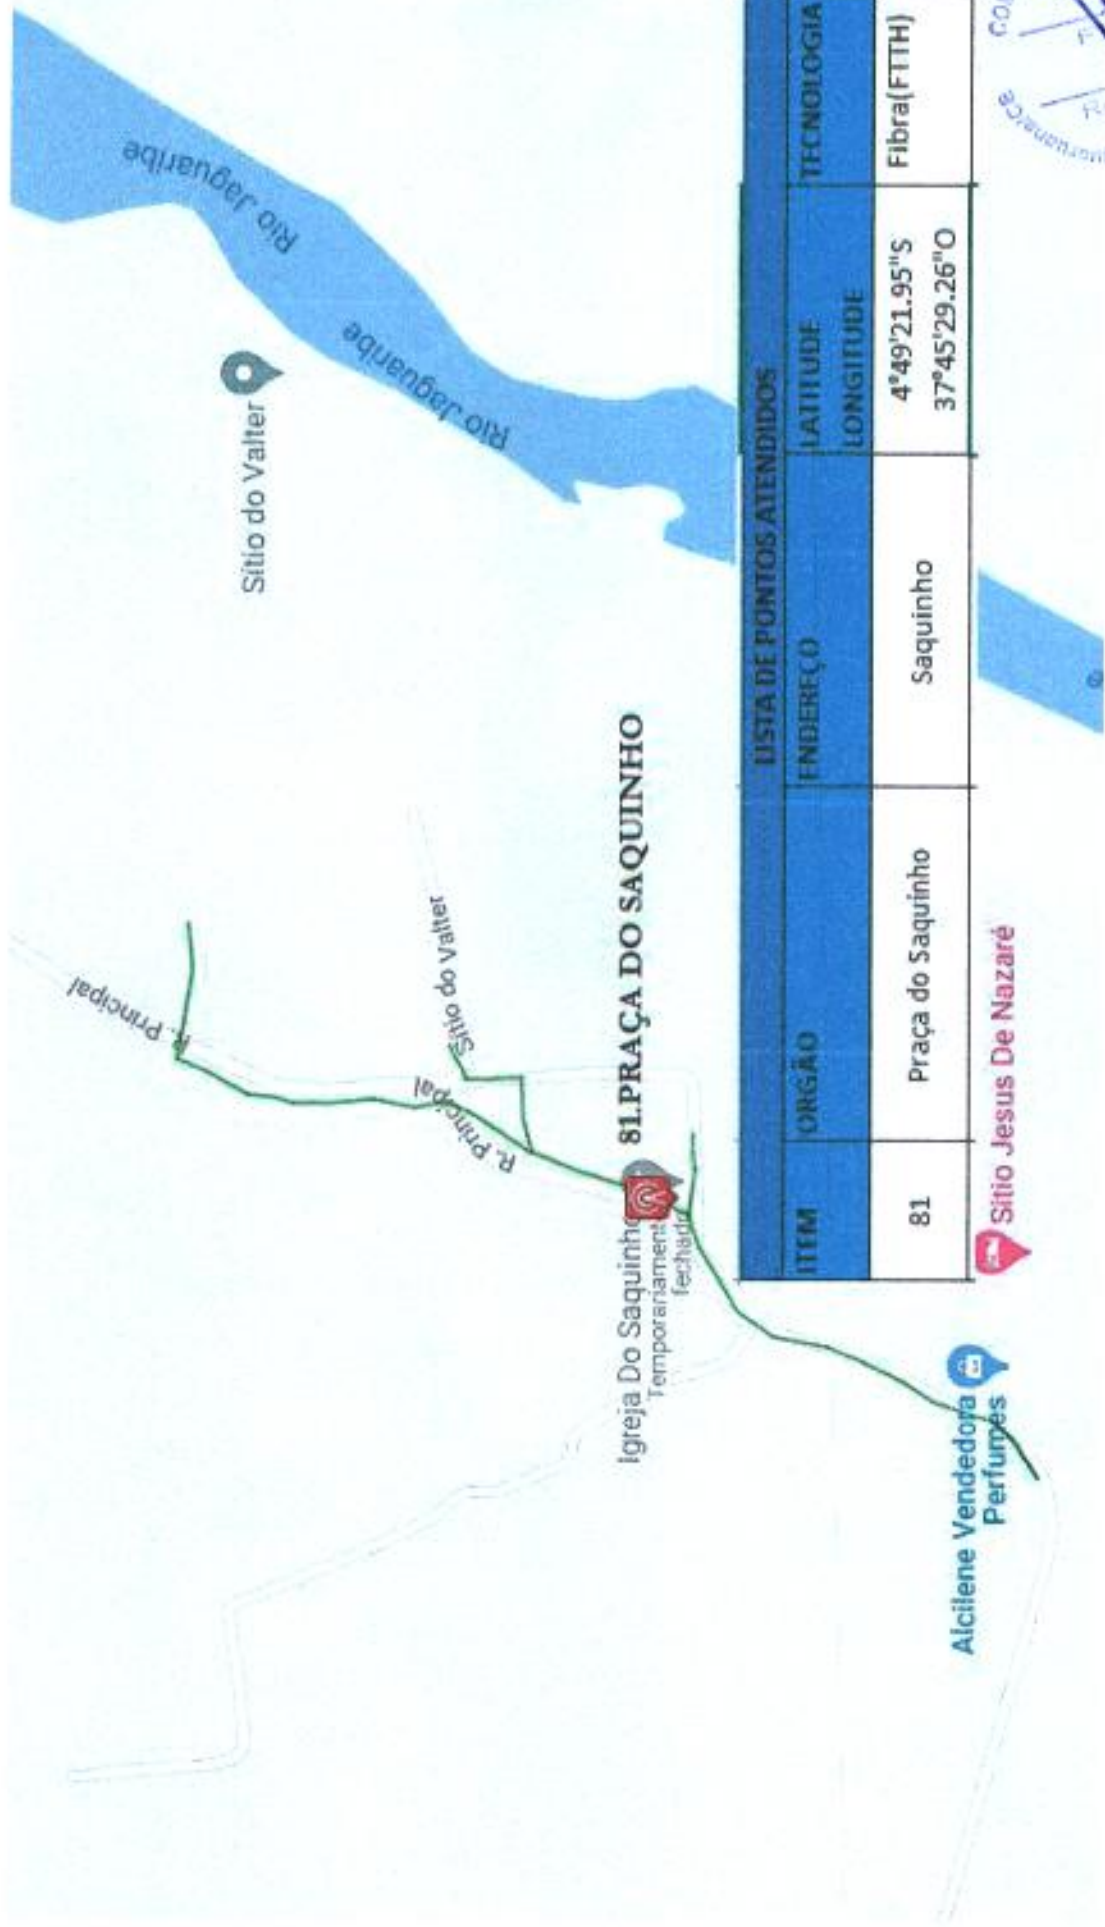 Rio Jaguaribe
Rio Jaguaribe
Sítio do Valter
R. Principal
Sítio do Valter
R. Principal
81.PRAÇA DO SAQUINHO
Igreja Do Saquinho
Temporariament
fechado
LISTA DE PONTOS ATENDIDOS
ITEM ORGÃO ENDEREÇO LATITUDE TECNOLOGIA
LONGITUDE
81 Praça do Saquinho Saquinho 4°49'21.95"S Fibra(FTTH)
37°45'29.26"O
Sítio Jesus De Nazaré
Alcilene Vendedora
Perfumes